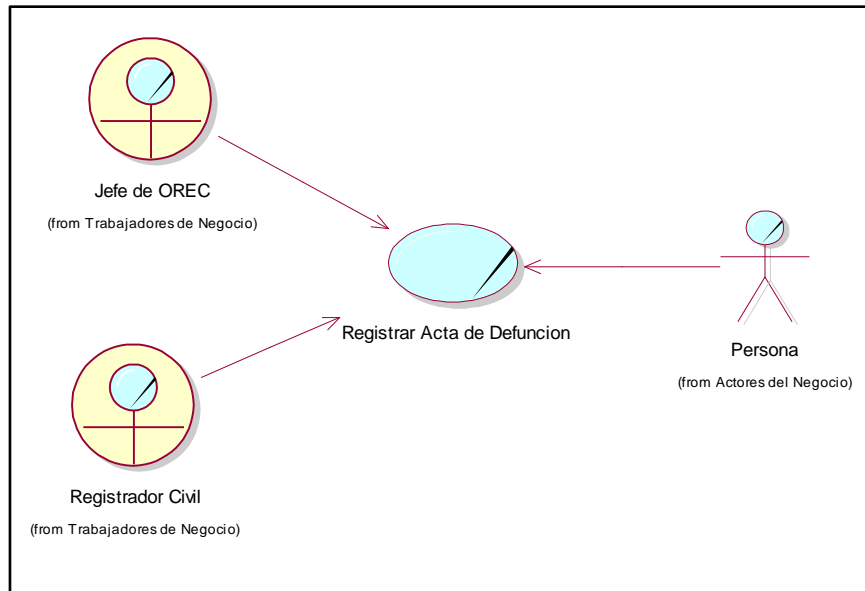 Jefe de OREC
(from Trabajadores de Negocio)
Registrar Acta de Defuncion
Persona
(from Actores del Negocio)
Registrador Civil
(from Trabajadores de Negocio)